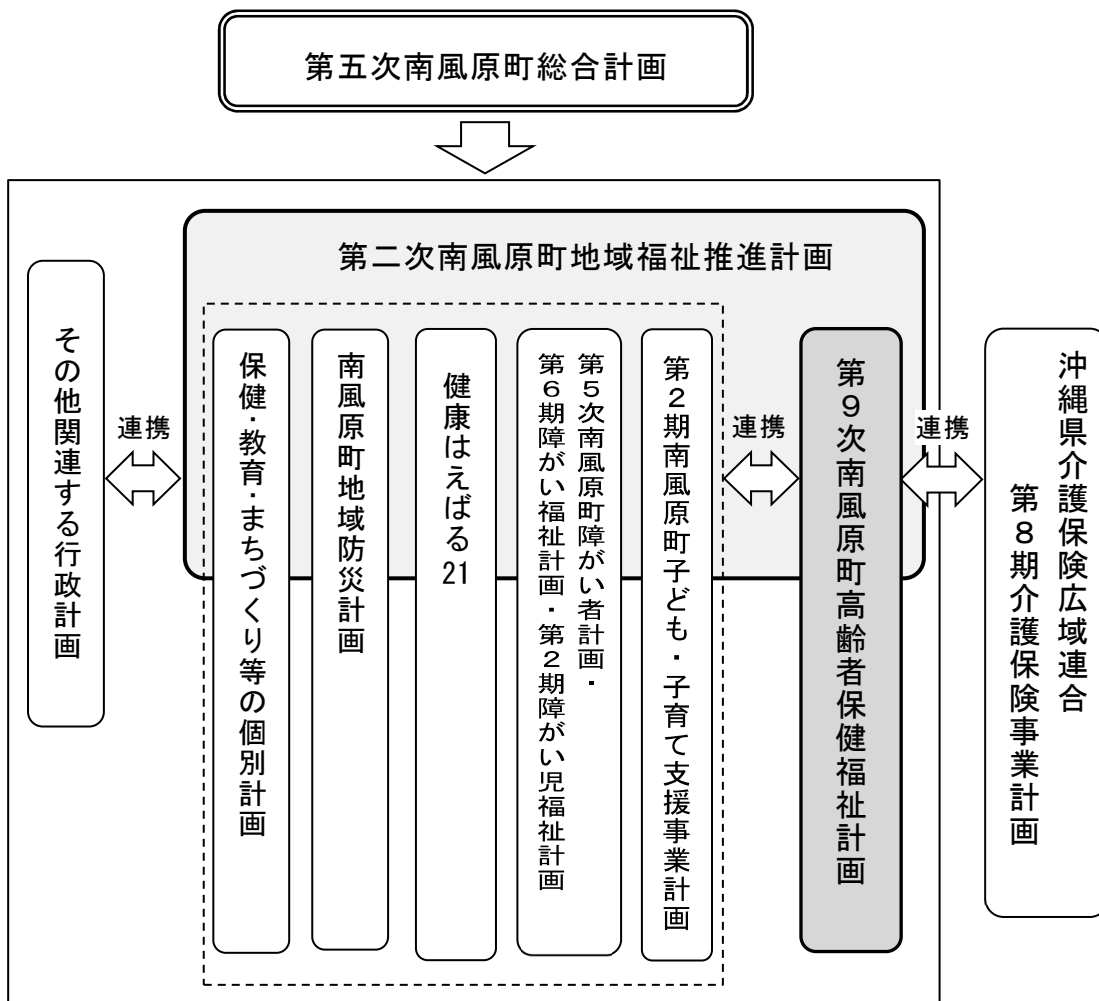 第五次南風原町総合計画
第二次南風原町地域福祉推進計画
その他関連する行政計画
連携
保健・教育・まちづくり等の個別計画
南風原町地域防災計画
健康はえばる21
第５次南風原町障がい者計画・
第６期障がい福祉計画・第２期障がい児福祉計画
第２期南風原町子ども・子育て支援事業計画
連携
第９次南風原町高齢者保健福祉計画
連携
沖縄県介護保険広域連合
第８期介護保険事業計画